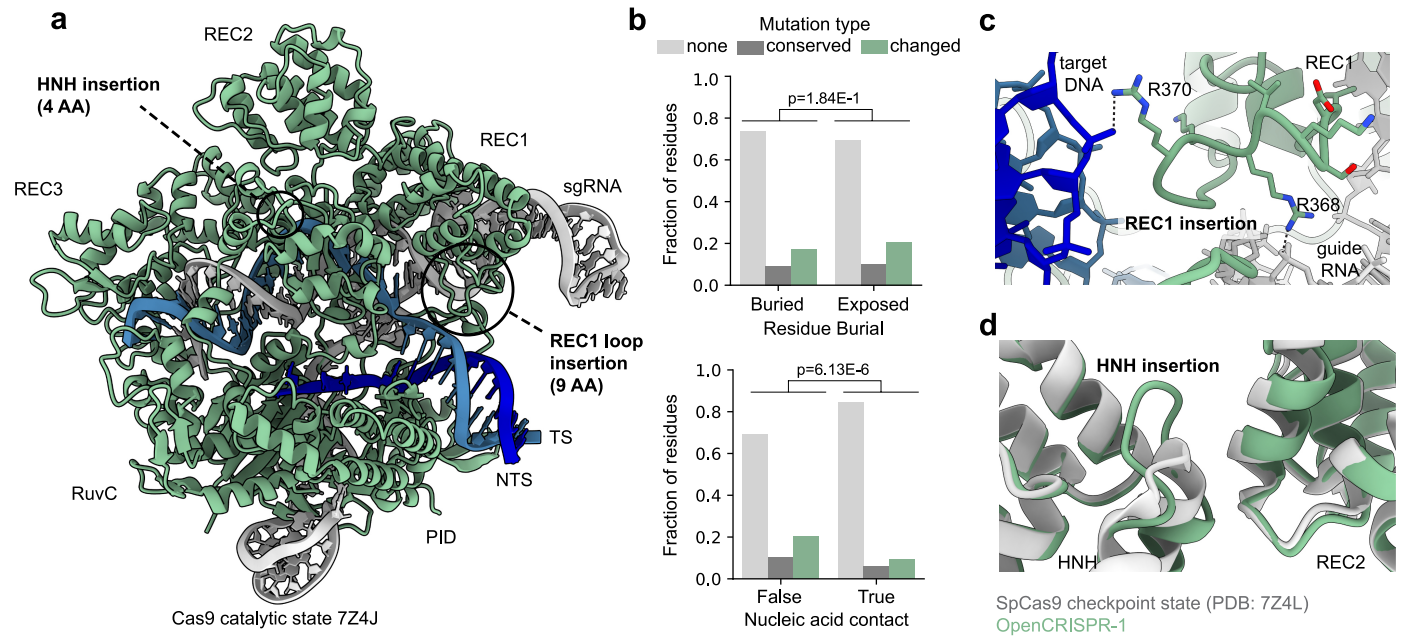 a
REC2
HNH insertion
(4 AA)
REC1
REC3
sgRNA
REC1 loop
insertion
(9 AA)
TS
NTS
RuvC
PID
Cas9 catalytic state 7Z4J
b
Mutation type
none conserved changed
1.0
p=1.84E-1
0.8
0.6
0.4
0.2
0.0
Fraction of residues
Buried Exposed
Residue Burial
1.0
p=6.13E-6
0.8
0.6
0.4
0.2
0.0
Fraction of residues
False True
Nucleic acid contact
c
target
DNA
R370
REC1
R368
REC1 insertion
guide
RNA
d
HNH insertion
HNH
REC2
SpCas9 checkpoint state (PDB: 7Z4L)
OpenCRISPR-1